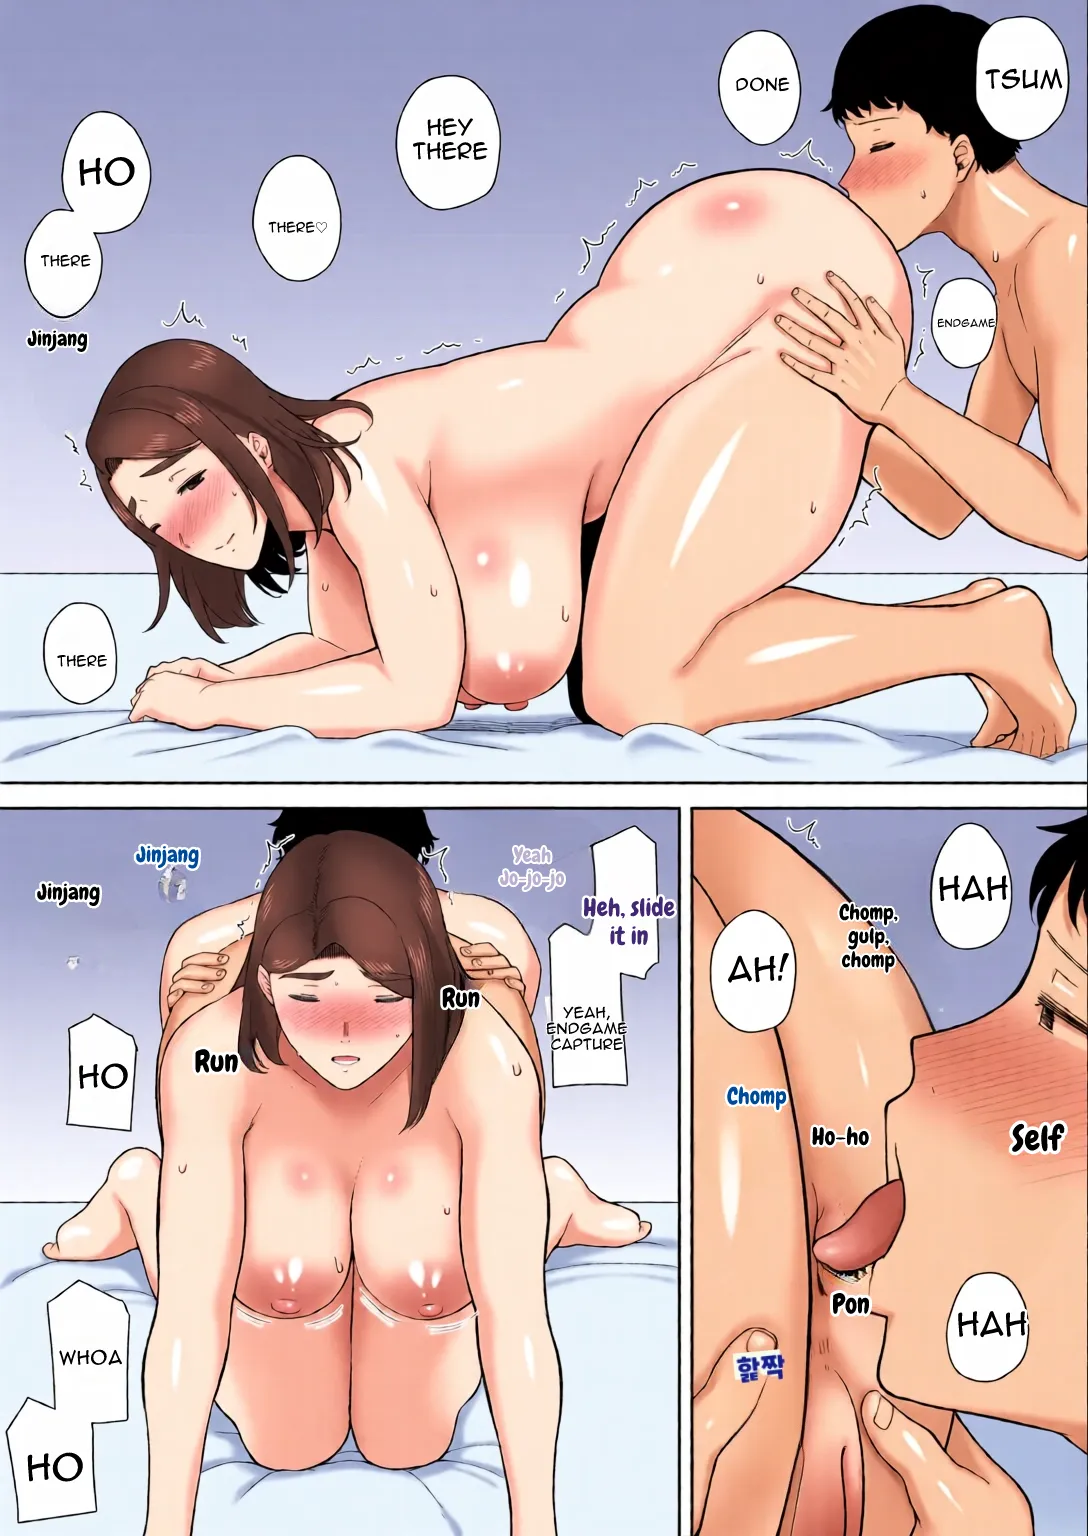 TSUM
DONE
HEY
THERE
HO
THERE♡
THERE
Jinjang
ENDGAME
THERE
Jinjang
Jinjang
Yeah
Jo-jo-jo
Heh, slide
it in
Run
Run
YEAH,
ENDGAME
CAPTURE
HO
WHOA
HO
HAH
Chomp,
gulp,
chomp
AH!
Chomp
Ho-ho
Self
Pon
HAH
핥짝